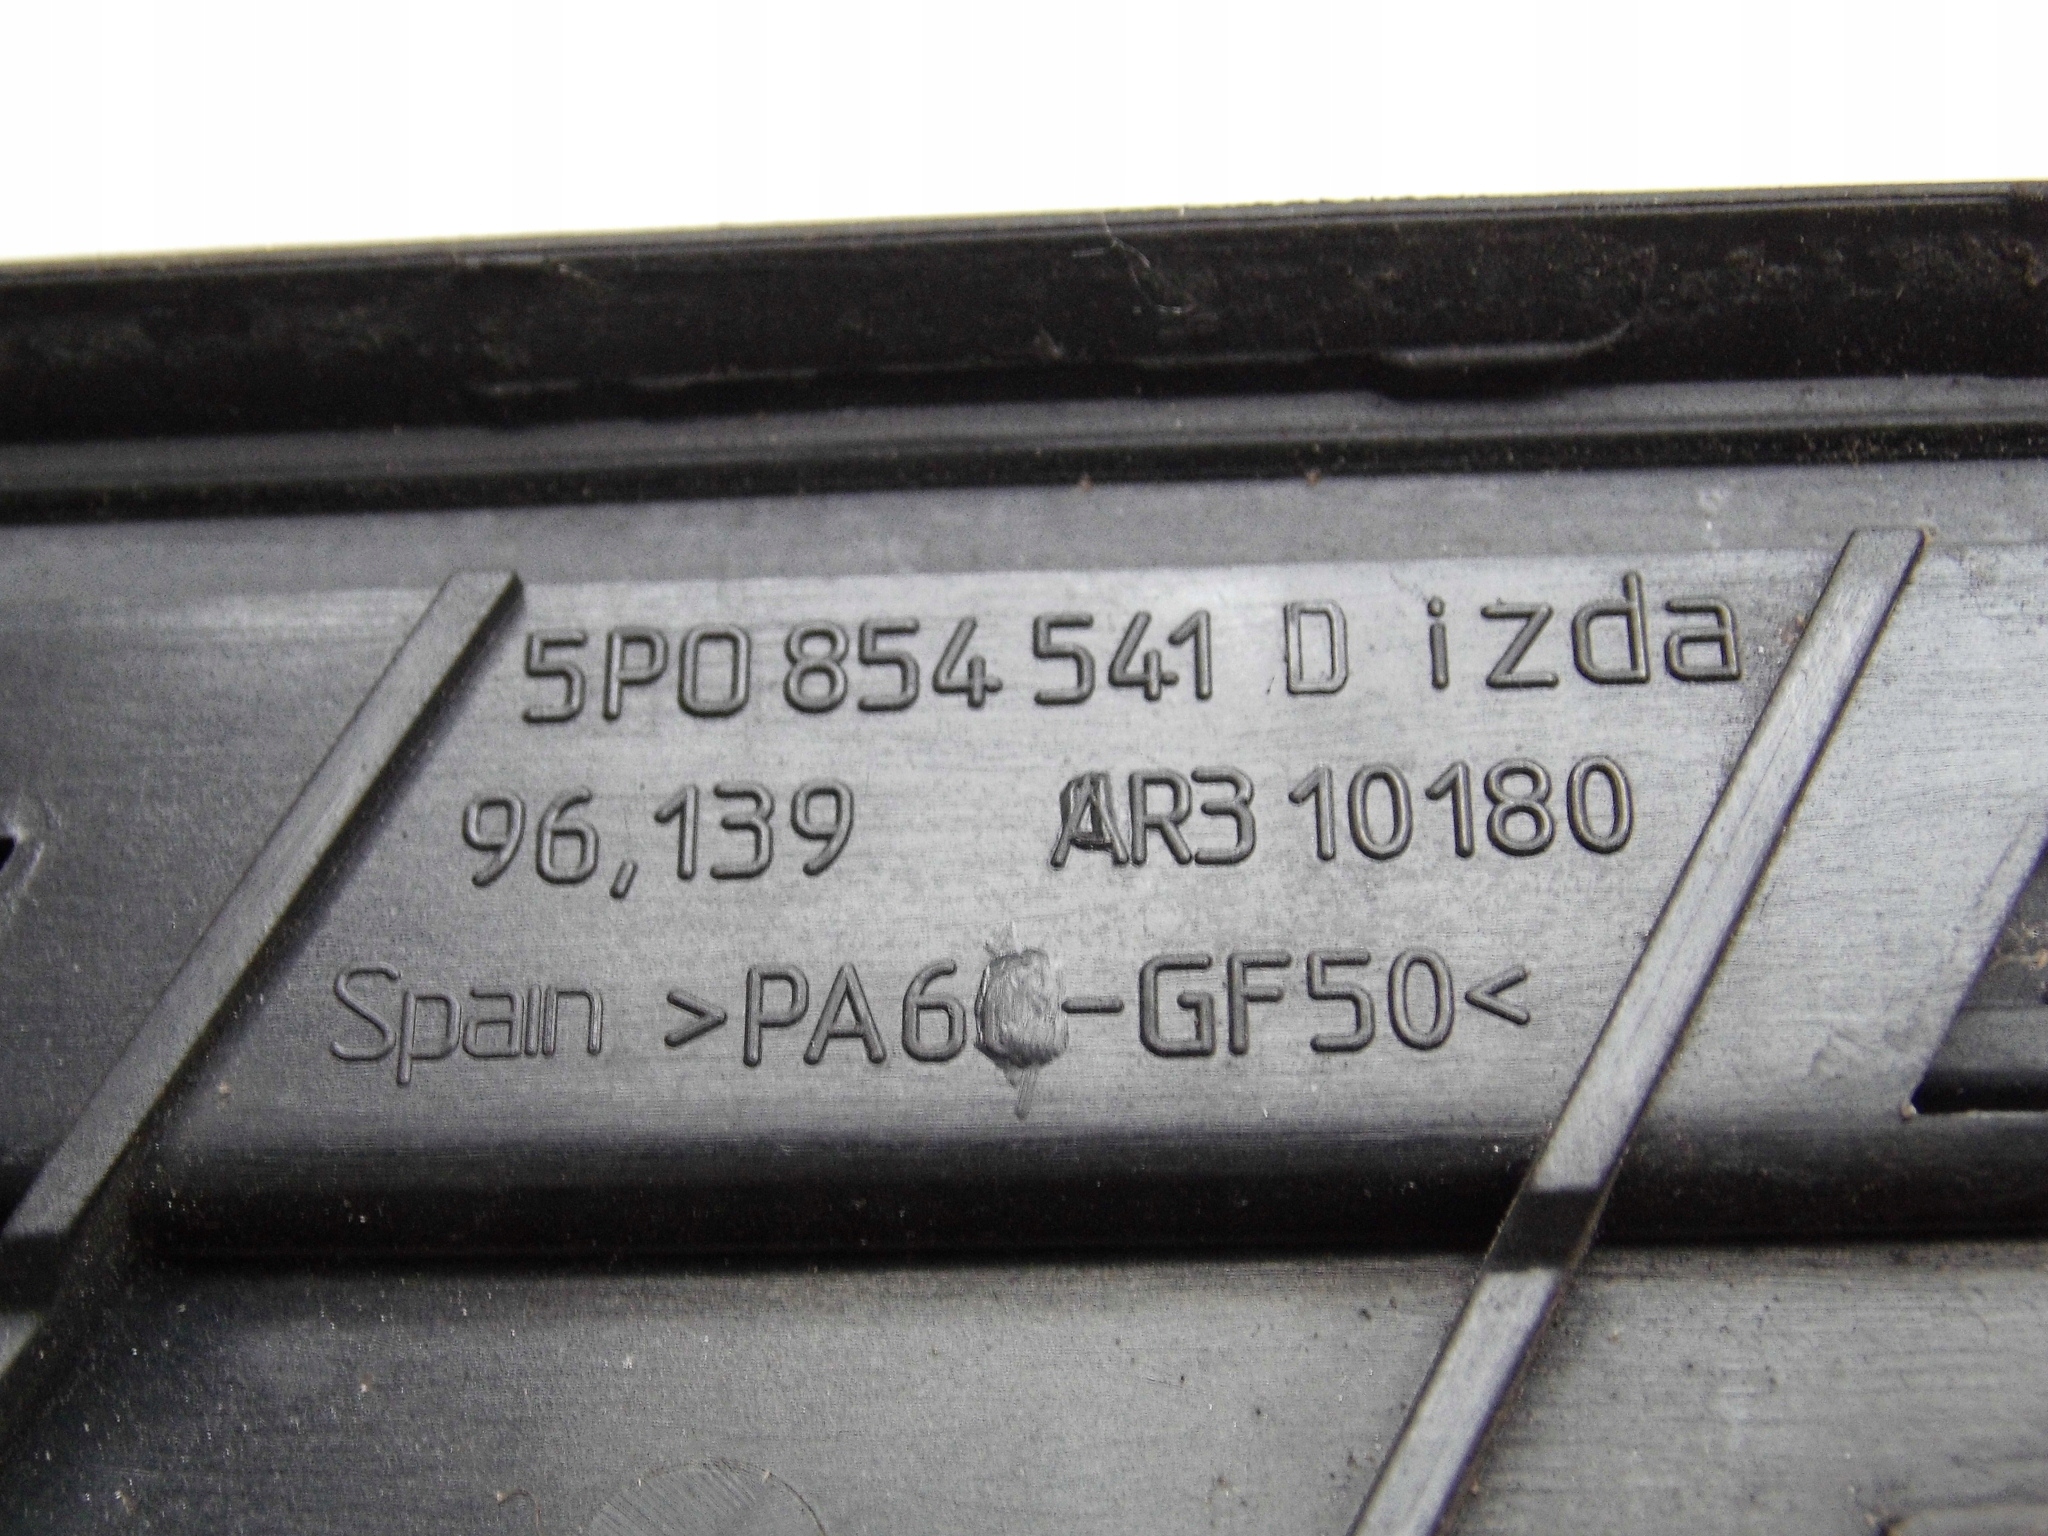 5P0 854 541 D izda
96,139 AR3 10180
Spain >PA6 -GF50<